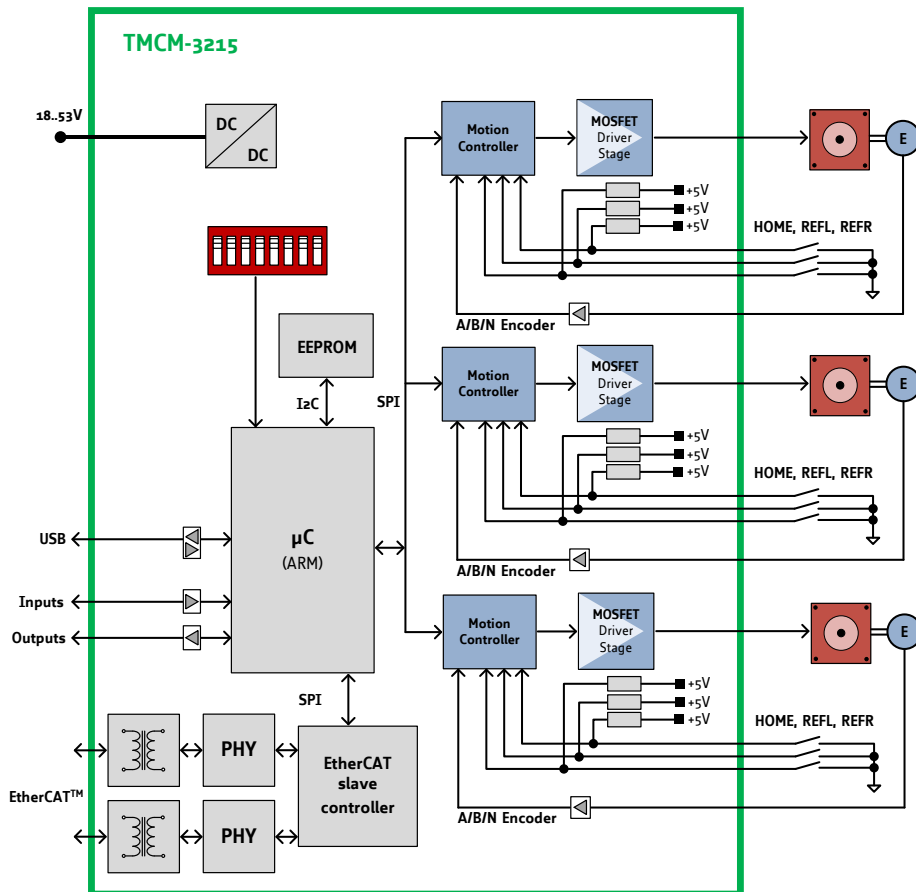 TMCM-3215
18..53V
DC
DC
Motion
Controller
MOSFET
Driver
Stage
E
+5V
+5V
+5V
HOME, REFL, REFR
A/B/N Encoder
EEPROM
I2C
SPI
Motion
Controller
MOSFET
Driver
Stage
E
+5V
+5V
+5V
HOME, REFL, REFR
A/B/N Encoder
µC
(ARM)
USB
Inputs
Outputs
Motion
Controller
MOSFET
Driver
Stage
E
+5V
+5V
+5V
HOME, REFL, REFR
A/B/N Encoder
SPI
PHY
EtherCAT
slave
controller
EtherCAT™
PHY